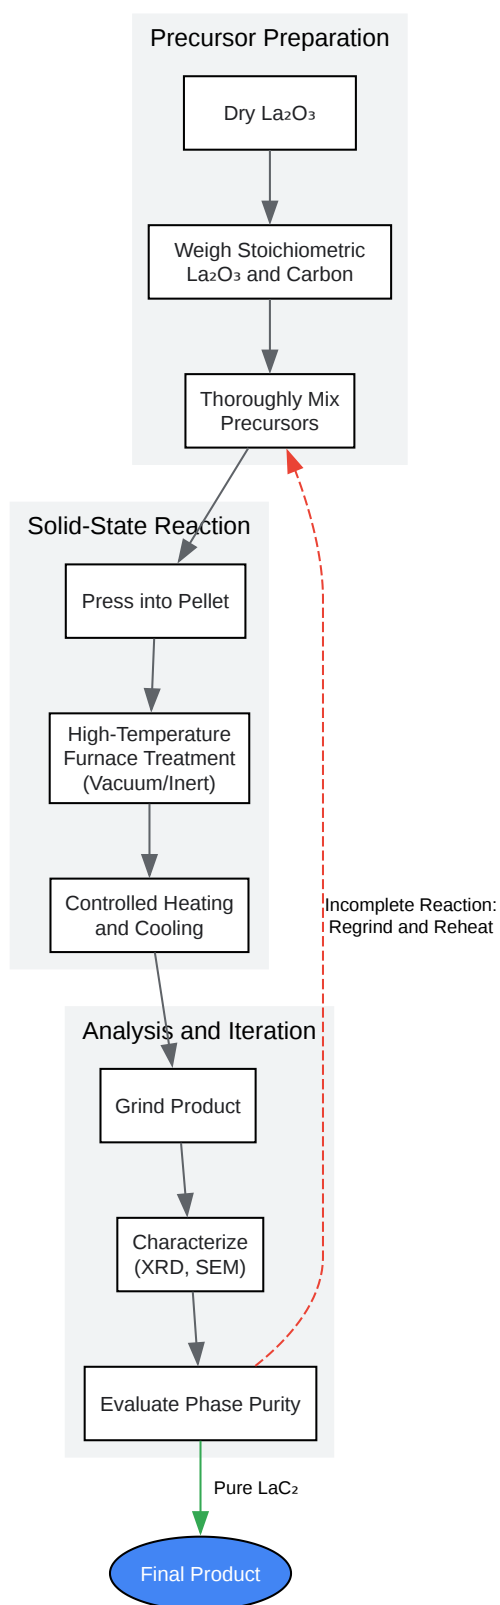 Precursor Preparation
Dry La₂O₃
Weigh Stoichiometric
La₂O₃ and Carbon
Thoroughly Mix
Precursors
Solid-State Reaction
Press into Pellet
High-Temperature
Furnace Treatment
(Vacuum/Inert)
Controlled Heating
and Cooling
Incomplete Reaction:
Regrind and Reheat
Analysis and Iteration
Grind Product
Characterize
(XRD, SEM)
Evaluate Phase Purity
Pure LaC₂
Final Product